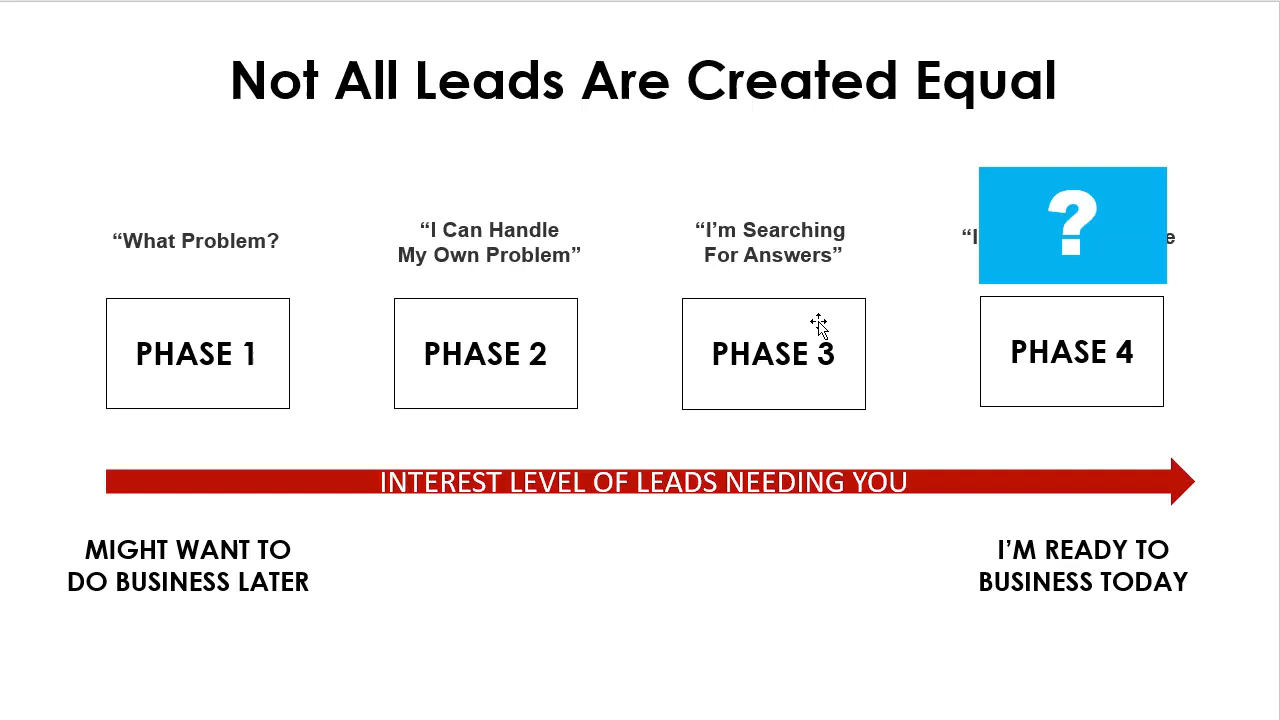 Not All Leads Are Created Equal
“What Problem?
“I Can Handle
My Own Problem”
“I’m Searching
For Answers”
?
PHASE 1
PHASE 2
PHASE 3
PHASE 4
INTEREST LEVEL OF LEADS NEEDING YOU
MIGHT WANT TO
DO BUSINESS LATER
I’M READY TO
BUSINESS TODAY